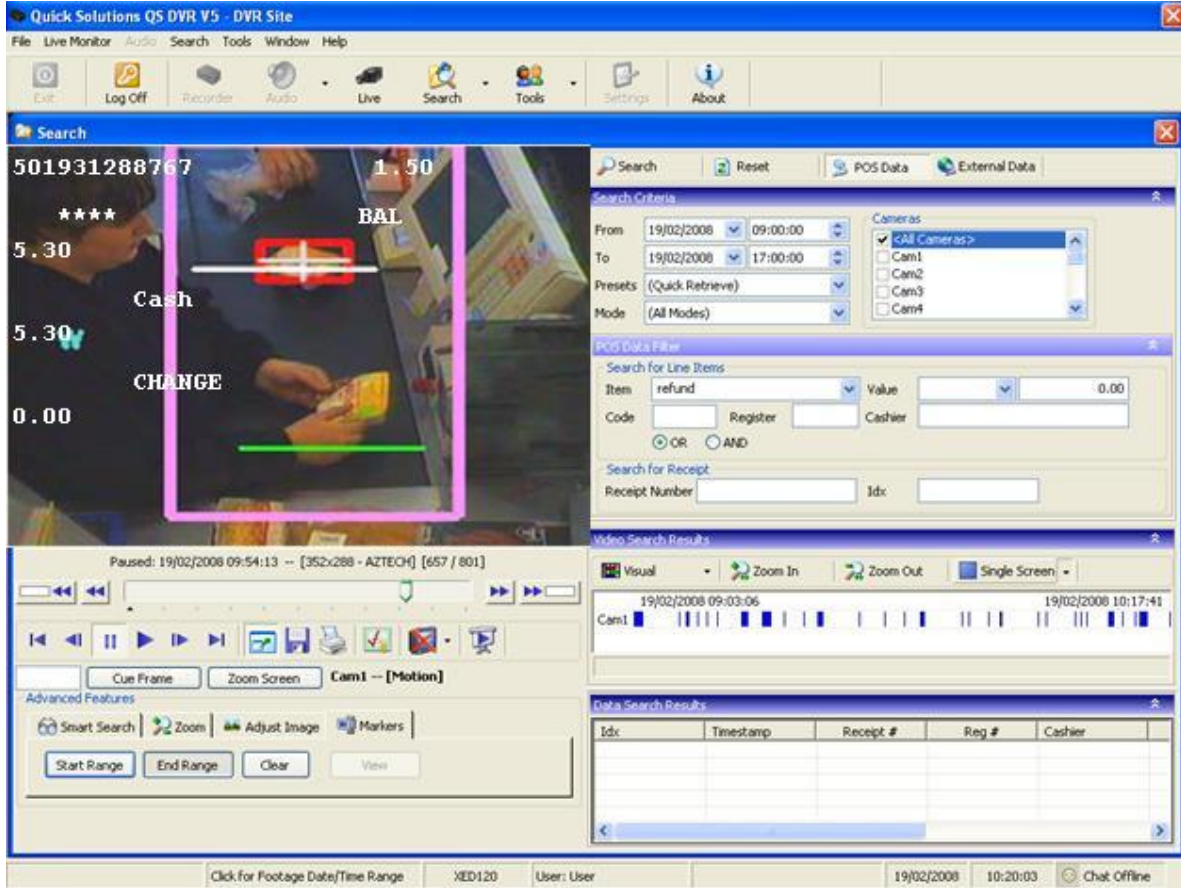 Quick Solutions QS DVR V5 - DVR Site
File Live Monitor Audio Search Tools Window Help
Exit Log Off Recorder Audio Live Search Tools Settings About
Search
501931288767 1.50
**** BAL
5.30
Cash
5.30
W
CHANGE
0.00
Paused: 19/02/2008 09:54:13 -- [352x288 - AZTECH] [657 / 801]
Cue Frame Zoom Screen Cam1 -- [Motion]
Advanced Features
Smart Search Zoom Adjust Image Markers
Start Range End Range Clear View
Search Reset POS Data External Data
Search Criteria
From 19/02/2008 09:00:00
To 19/02/2008 17:00:00
Presets (Quick Retrieve)
Mode (All Modes)
Cameras
<All Cameras>
Cam1
Cam2
Cam3
Cam4
POS Data Filter
Search for Line Items
Item refund Value 0.00
Code Register Cashier
OR AND
Search for Receipt
Receipt Number Idx
Video Search Results
Visual Zoom In Zoom Out Single Screen
19/02/2008 09:03:06 19/02/2008 10:17:41
Cam1
Data Search Results
Idx Timestamp Receipt # Reg # Cashier
Click for Footage Date/Time Range XED120 User: User 19/02/2008 10:20:03 Chat Offline